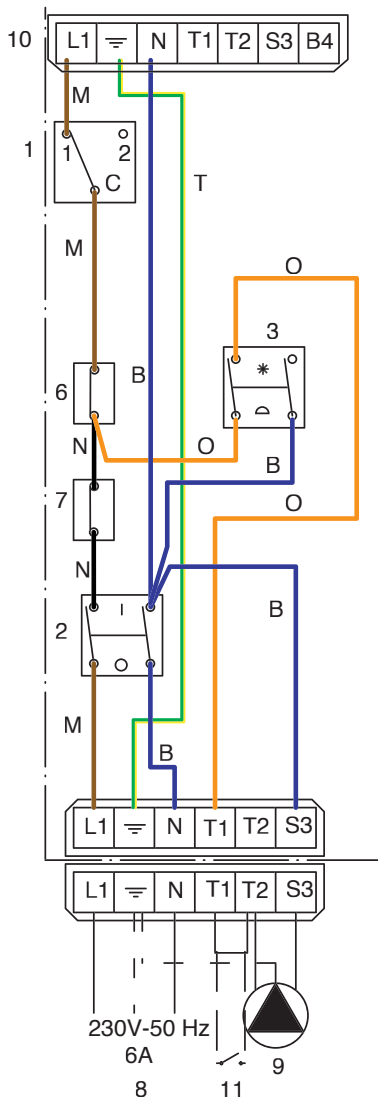 10 L1 N T1 T2 S3 B4
M
1 1 2
C T
M
O
3
6 B
N O
B
7 O
N
I
2 B
M B
L1 N T1 T2 S3
L1 N T1 T2 S3
230V-50 Hz
6A 9
8 11